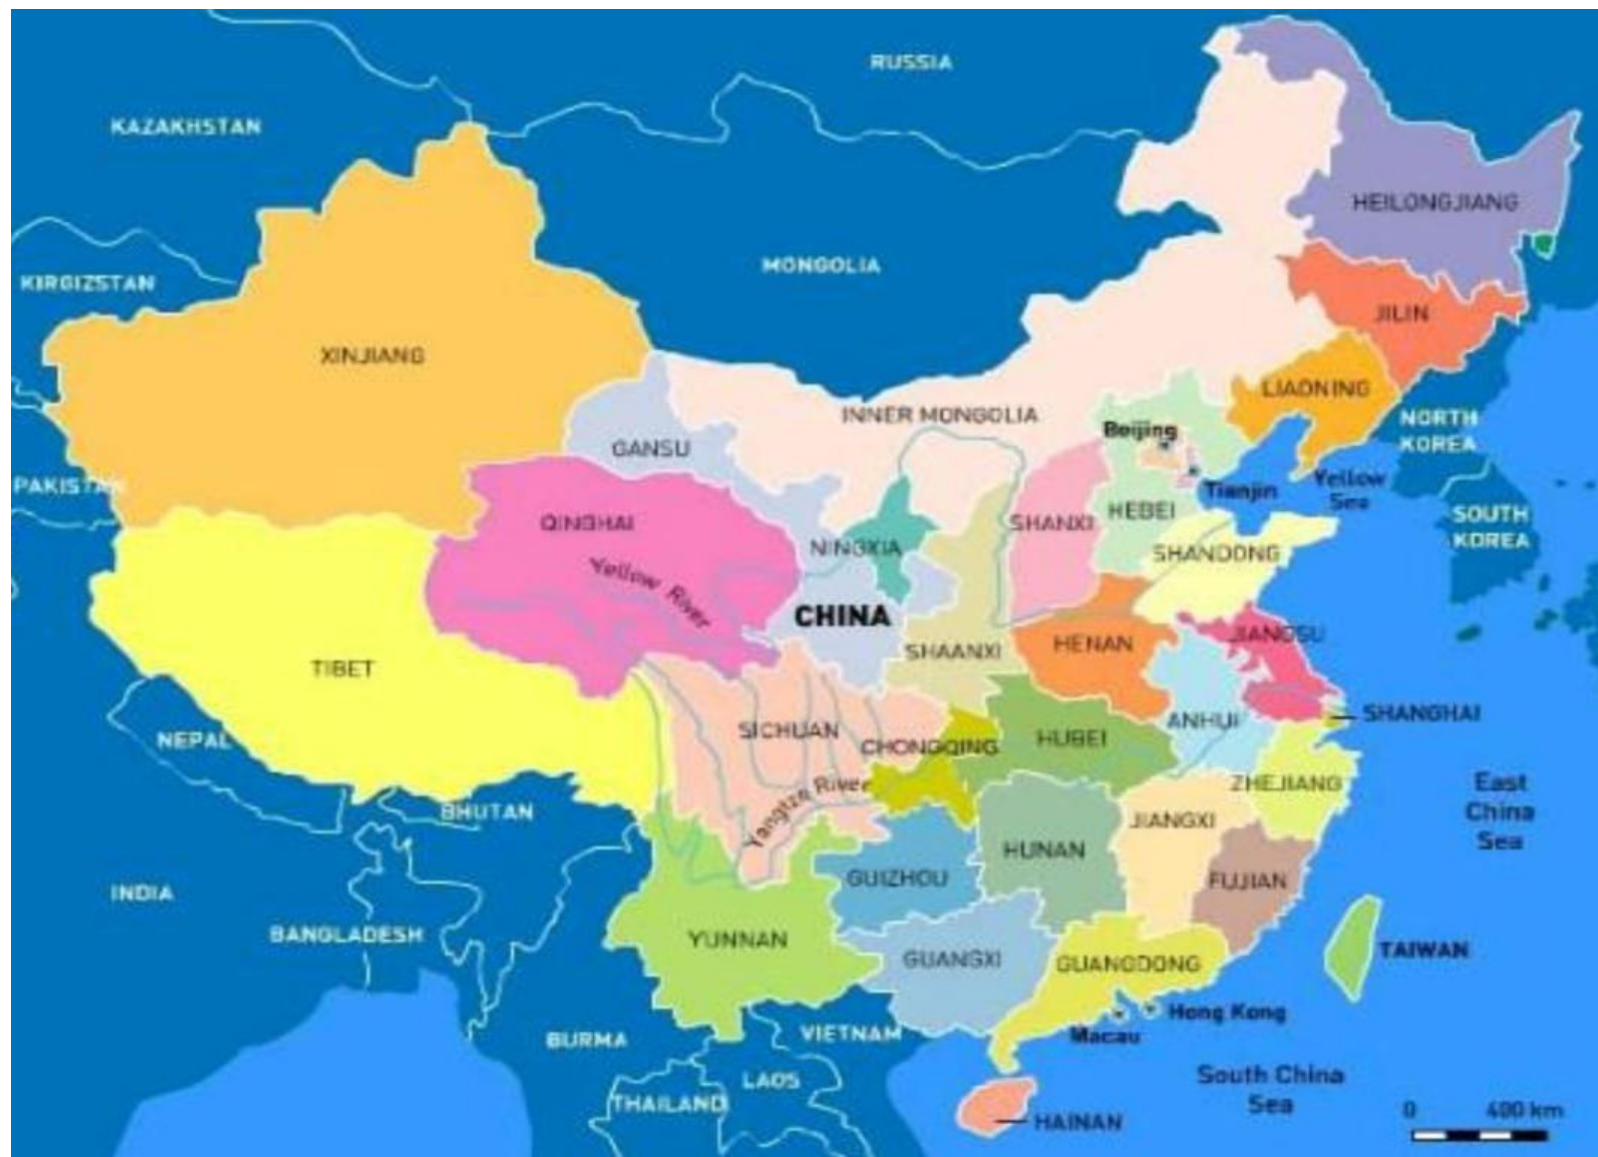 RUSSIA
KAZAKHSTAN
HEILONGJIANG
MONGOLIA
KIRGIZSTAN
JILIN
XINJIANG
LIAONING
INNER MONGOLIA
NORTH
KOREA
Beijing
GANSU
PAKISTAN
Yellow
Sea
Tianjin
HEBEI
SHANXI
QINGHAI
SOUTH
KOREA
NINGXIA
SHANDONG
Yellow River
CHINA
JIANGSU
HENAN
SHAANXI
TIBET
SHANGHAI
ANHUI
SICHUAN
HUBEI
CHONGQING
NEPAL
ZHEJIANG
East
China
Sea
Yangtze River
BHUTAN
JIANGXI
HUNAN
GUIZHOU
FUJIAN
INDIA
BANGLADESH
YUNNAN
TAIWAN
GUANGXI
GUANGDONG
Hong Kong
Macau
VIETNAM
BURMA
LAOS
South China
Sea
THAILAND
0 400 km
HAINAN